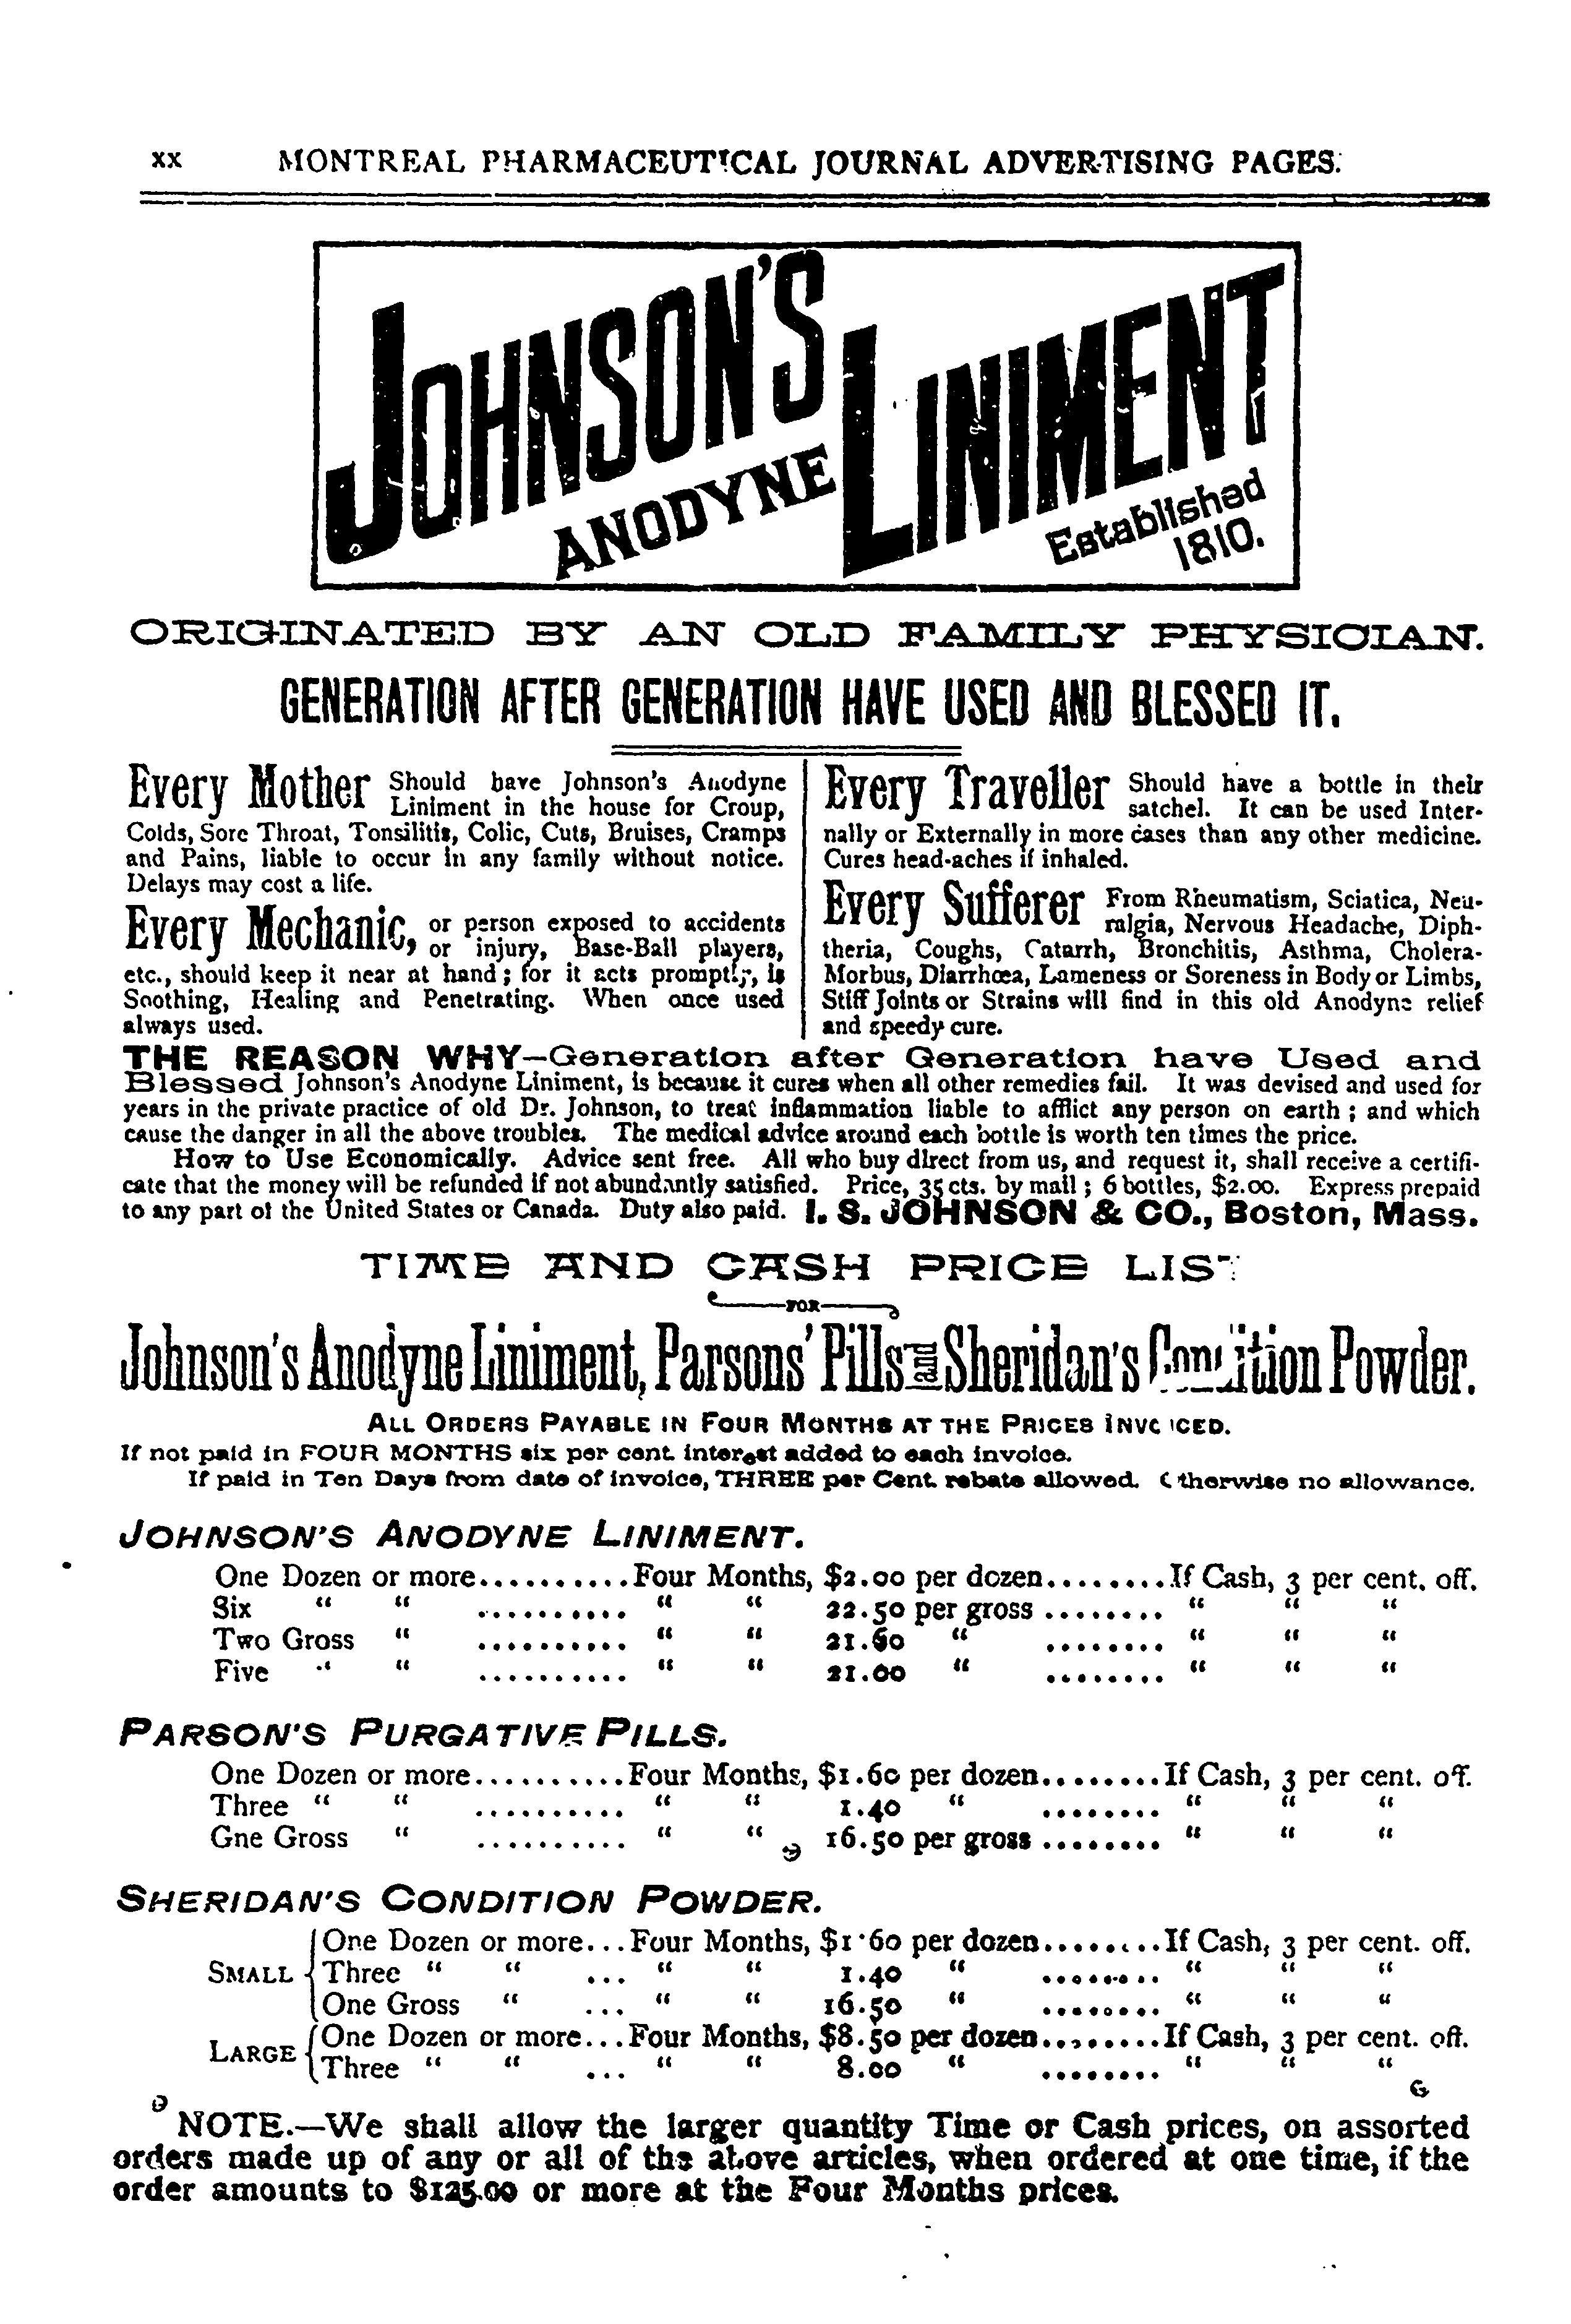 xx MONTREAL PHARMACEUTICAL JOURNAL ADVERTISING PAGES.
JOHNSON'S
ANODYNE
LINIMENT
Established
1810.
ORIGINATED BY AN OLD FAMILY PHYSICIAN.
GENERATION AFTER GENERATION HAVE USED AND BLESSED IT.
Every Mother Should have Johnson's Anodyne
Liniment in the house for Croup,
Colds, Sore Throat, Tonsilitis, Colic, Cuts, Bruises, Cramps
and Pains, liable to occur in any family without notice.
Delays may cost a life.
Every Mechanic, or person exposed to accidents
or injury, Base-Ball players,
etc., should keep it near at hand; for it acts promptly, is
Soothing, Healing and Penetrating. When once used
always used.
Every Traveller Should have a bottle in their
satchel. It can be used Inter-
nally or Externally in more cases than any other medicine.
Cures head-aches if inhaled.
Every Sufferer From Rheumatism, Sciatica, Neu-
ralgia, Nervous Headache, Diph-
theria, Coughs, Catarrh, Bronchitis, Asthma, Cholera-
Morbus, Diarrhœa, Lameness or Soreness in Body or Limbs,
Stiff Joints or Strains will find in this old Anodyne relief
and speedy cure.
THE REASON WHY—Generation after Generation have Used and
Blessed Johnson's Anodyne Liniment, is because it cures when all other remedies fail. It was devised and used for
years in the private practice of old Dr. Johnson, to treat inflammation liable to afflict any person on earth; and which
cause the danger in all the above troubles. The medical advice around each bottle is worth ten times the price.
How to Use Economically. Advice sent free. All who buy direct from us, and request it, shall receive a certifi-
cate that the money will be refunded if not abundantly satisfied. Price, 35 cts. by mail; 6 bottles, $2.00. Express prepaid
to any part of the United States or Canada. Duty also paid. I. S. JOHNSON & CO., Boston, Mass.
TIME AND CASH PRICE LIST
FOR
Johnson's Anodyne Liniment, Parsons' Pills and Sheridan's Condition Powder.
ALL ORDERS PAYABLE IN FOUR MONTHS AT THE PRICES INVOICED.
If not paid in FOUR MONTHS six per cent. interest added to each invoice.
If paid in Ten Days from date of invoice, THREE per Cent. rebate allowed. Otherwise no allowance.
JOHNSON'S ANODYNE LINIMENT.
One Dozen or more..........Four Months, $2.00 per dozen........If Cash, 3 per cent. off.
Six " " .......... " " 22.50 per gross ........ " " "
Two Gross " .......... " " 21.60 " ........ " " "
Five " " .......... " " 21.00 " ........ " " "
PARSON'S PURGATIVE PILLS.
One Dozen or more..........Four Months, $1.60 per dozen........If Cash, 3 per cent. off.
Three " " .......... " " 1.40 " ........ " " "
One Gross " .......... " " 16.50 per gross ........ " " "
SHERIDAN'S CONDITION POWDER.
SMALL One Dozen or more...Four Months, $1.60 per dozen........If Cash, 3 per cent. off.
Three " " ... " " 1.40 " ........ " " "
One Gross " ... " " 16.50 " ........ " " "
LARGE One Dozen or more...Four Months, $8.50 per dozen........If Cash, 3 per cent. off.
Three " " ... " " 8.00 " ........ " " "
NOTE.—We shall allow the larger quantity Time or Cash prices, on assorted
orders made up of any or all of the above articles, when ordered at one time, if the
order amounts to $125.00 or more at the Four Months prices.